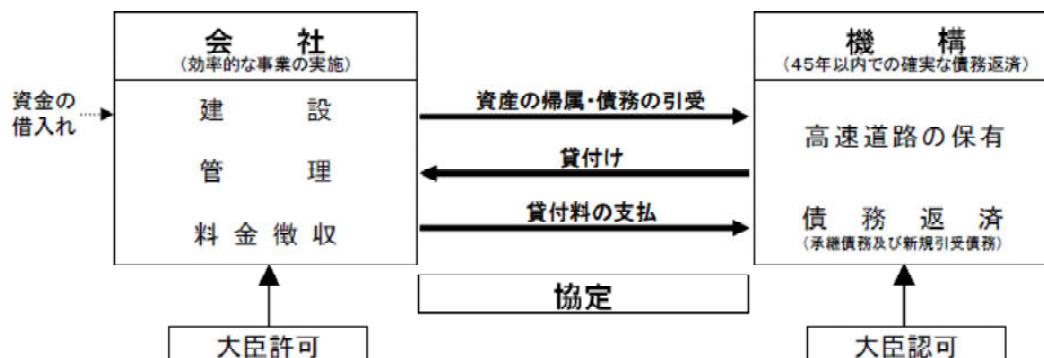 会社
(効率的な事業の実施)
資金の
借入れ
建設
管理
料金徴収
資産の帰属・債務の引受
貸付け
貸付料の支払
協定
機構
(45年以内での確実な債務返済)
高速道路の保有
債務返済
(承継債務及び新規引受債務)
大臣許可
大臣認可